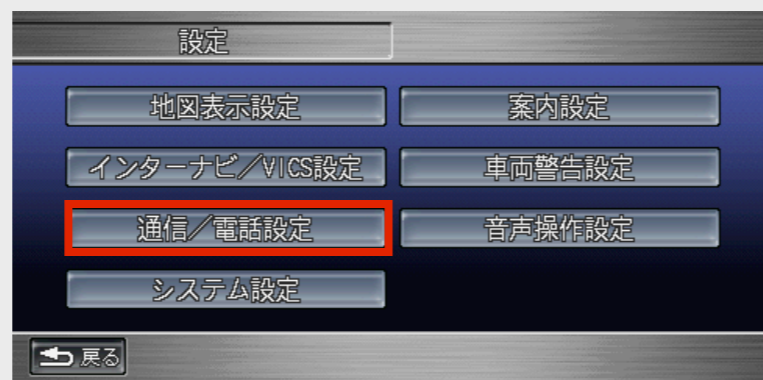 設定
地図表示設定
案内設定
インターナビ／VICS設定
車両警告設定
通信／電話設定
音声操作設定
システム設定
戻る